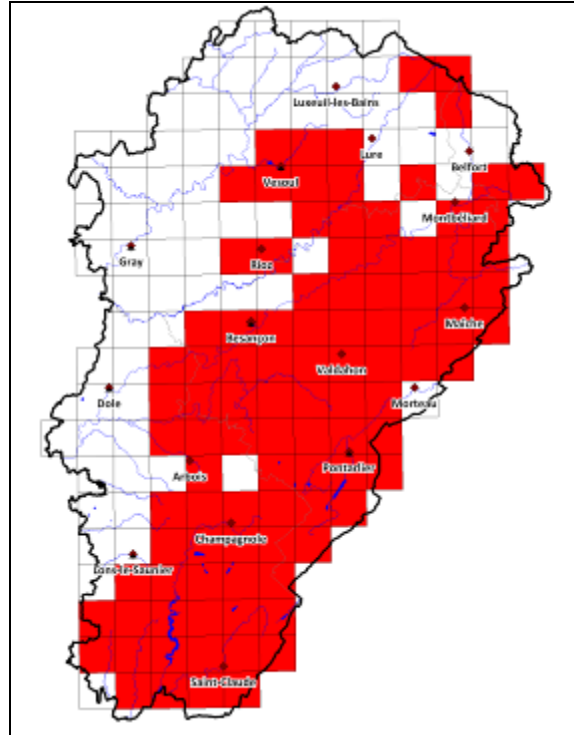 Luxeuil-les-Bains
Lure
Belfort
Vesoul
Montbéliard
Gray
Rioz
Besançon
Maîche
Valdahon
Dole
Morteau
Arbois
Pontarlier
Champagnole
Lons-le-Saunier
Saint-Claude